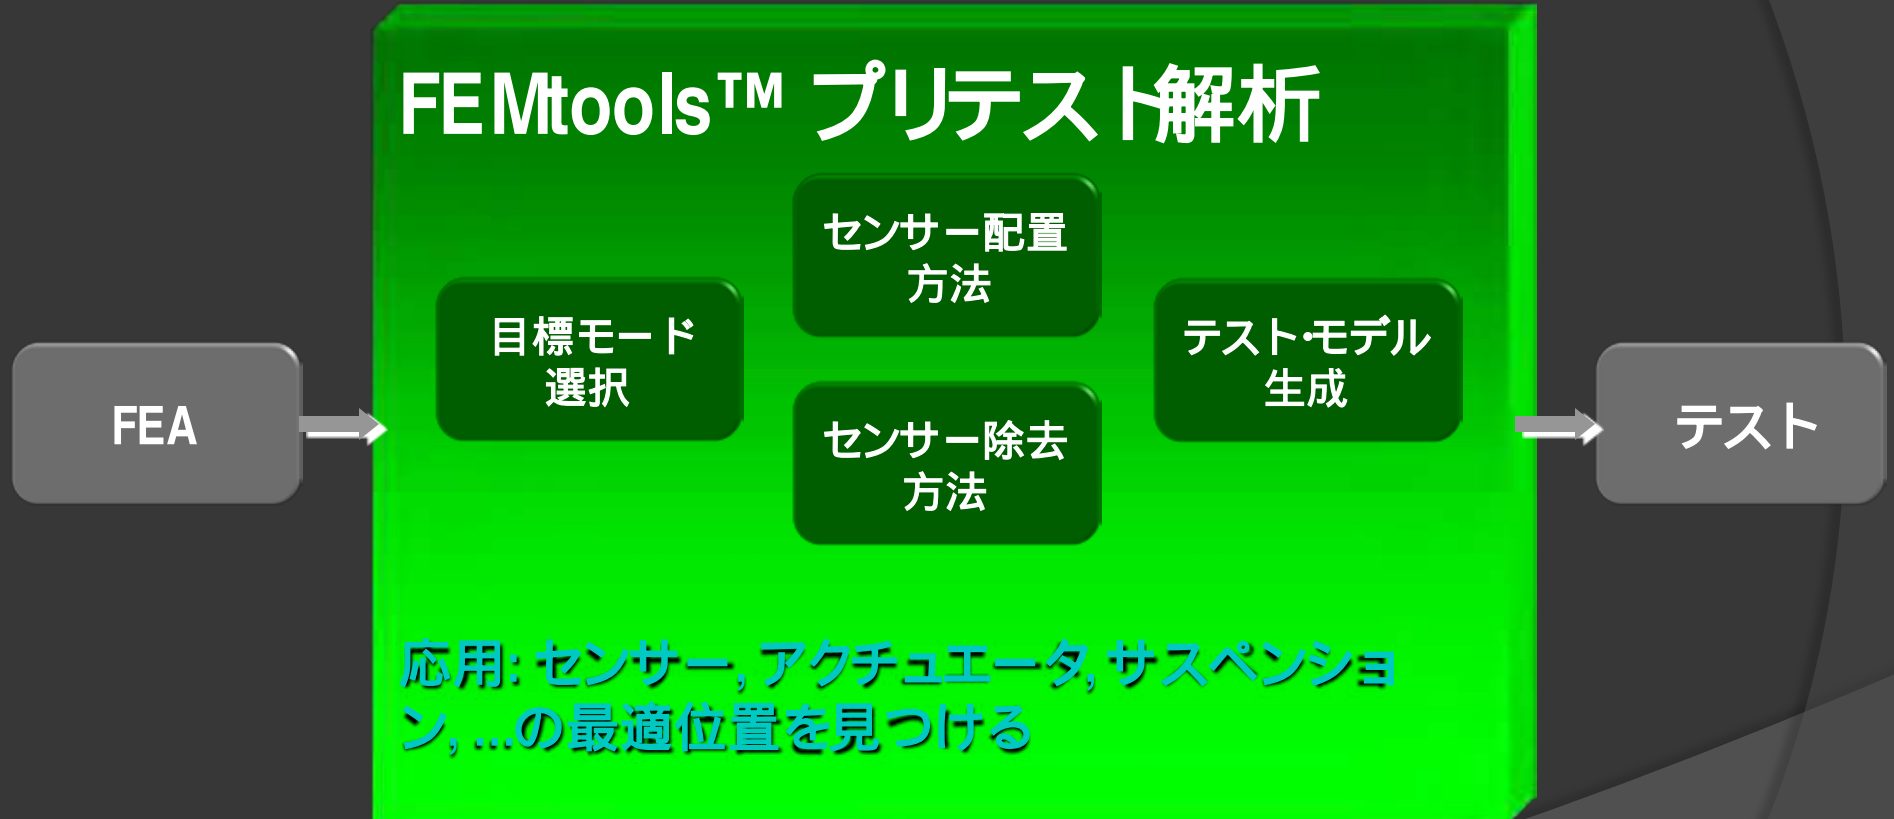 FEMtools™ プリテスト解析
センサー配置
方法
目標モード
選択
テスト・モデル
生成
FEA
センサー除去
方法
テスト
応用: センサー, アクチュエータ, サスペンショ
ン, ...の最適位置を見つける